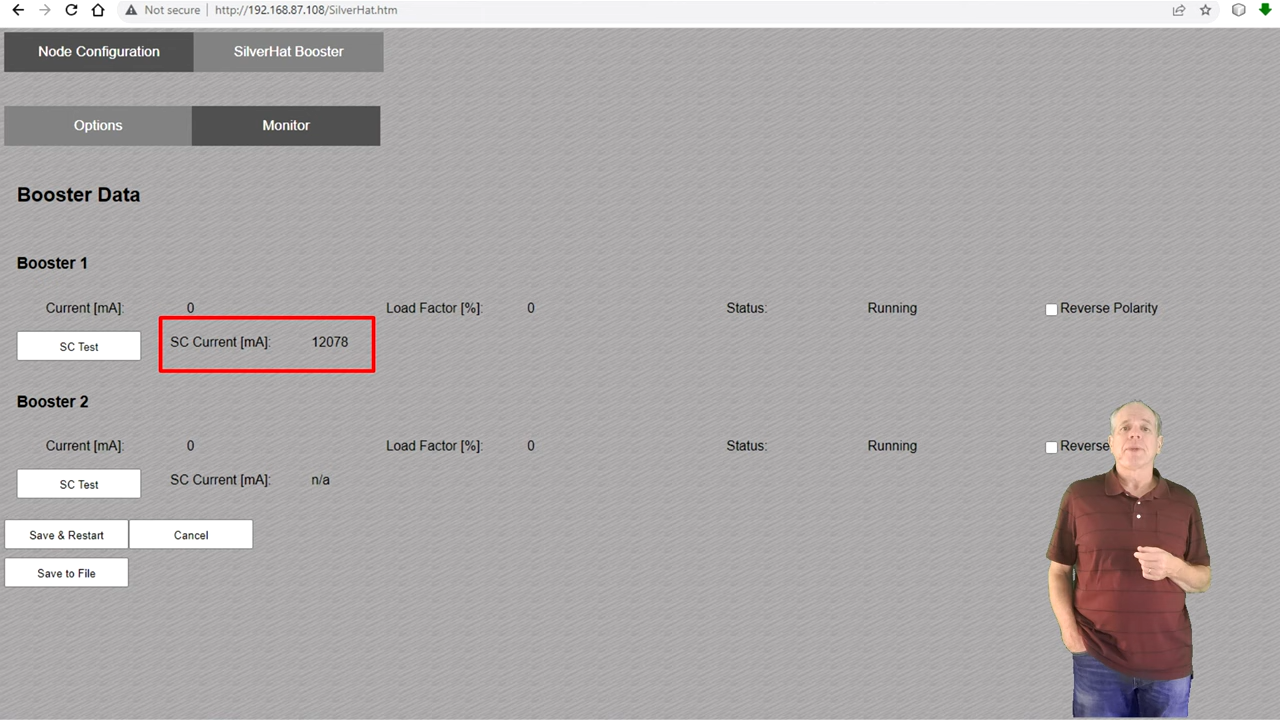 Not secure | http://192.168.87.108/SilverHat.htm
Node Configuration SilverHat Booster
Options Monitor
Booster Data
Booster 1
Current [mA]: 0 Load Factor [%]: 0 Status: Running Reverse Polarity
SC Test SC Current [mA]: 12078
Booster 2
Current [mA]: 0 Load Factor [%]: 0 Status: Running Reverse
SC Test SC Current [mA]: n/a
Save & Restart Cancel
Save to File